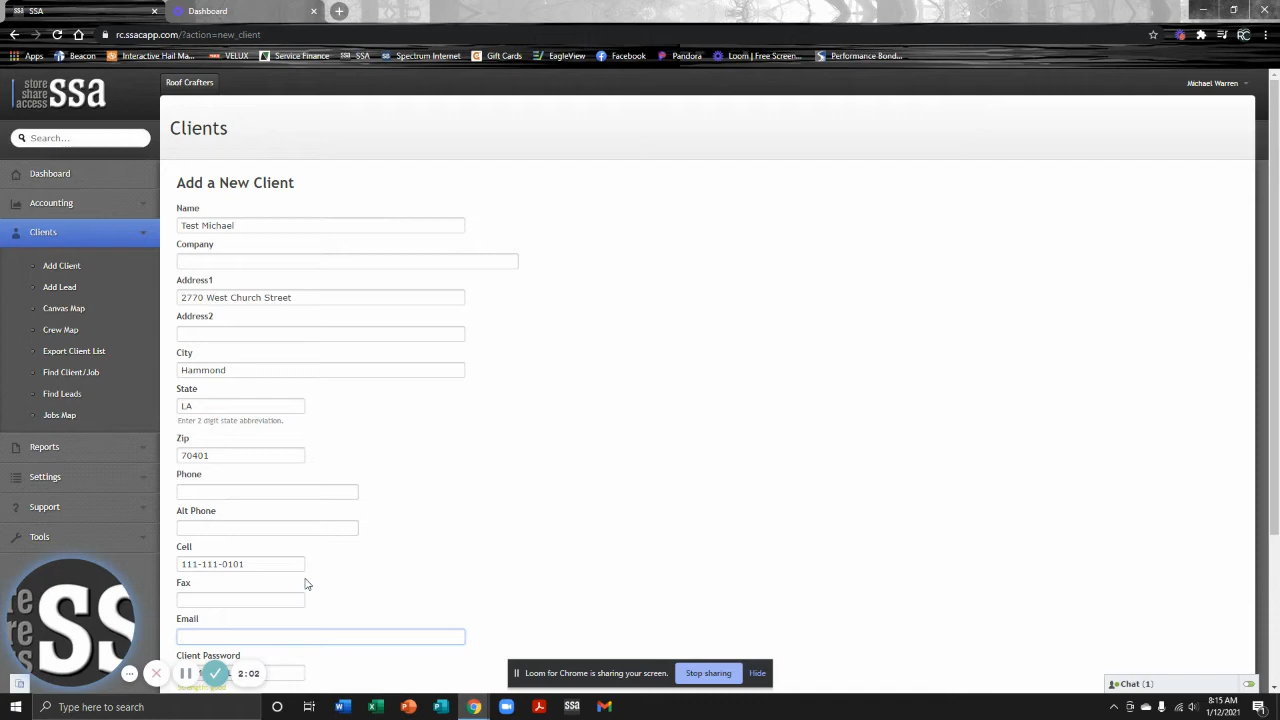 SSA
Dashboard
rc.ssacapp.com/?action=new_client
Apps
Beacon
Interactive Hail Ma...
VELUX
Service Finance
SSA
Spectrum Internet
Gift Cards
EagleView
Facebook
Pandora
Loom | Free Screen...
Performance Bond...
store
share
access
ssa
Roof Crafters
Michael Warren
Search...
Clients
Dashboard
Accounting
Clients
Add Client
Add Lead
Canvas Map
Crew Map
Export Client List
Find Client/Job
Find Leads
Jobs Map
Reports
Settings
Support
Tools
Add a New Client
Name
Test Michael
Company
Address1
2770 West Church Street
Address2
City
Hammond
State
LA
Enter 2 digit state abbreviation.
Zip
70401
Phone
Alt Phone
Cell
111-111-0101
Fax
Email
Client Password
2:02
Loom for Chrome is sharing your screen.
Stop sharing
Hide
Chat (1)
Type here to search
8:15 AM
1/12/2021